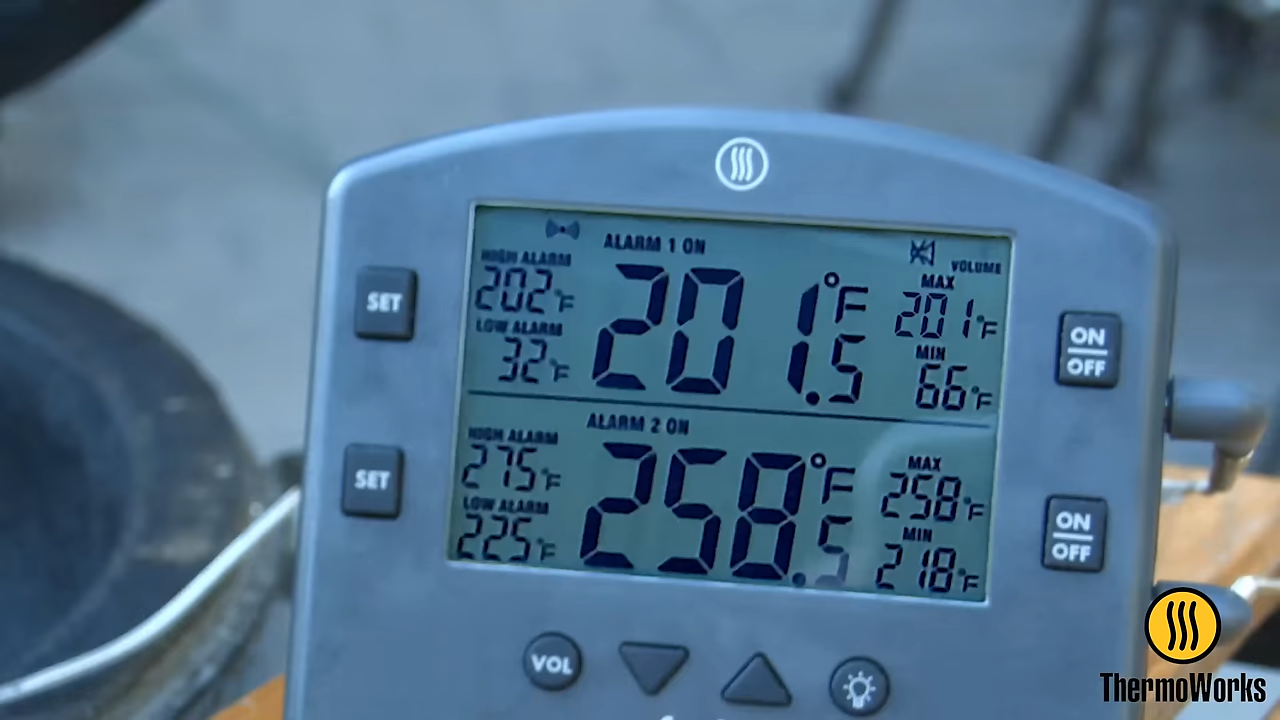 ALARM 1 ON
HIGH ALARM
202°F
LOW ALARM
32°F
201.5°F
VOLUME
MAX
201°F
MIN
66°F
ALARM 2 ON
HIGH ALARM
275°F
LOW ALARM
225°F
258.5°F
MAX
258°F
MIN
218°F
SET
ON
OFF
SET
ON
OFF
VOL
ThermoWorks